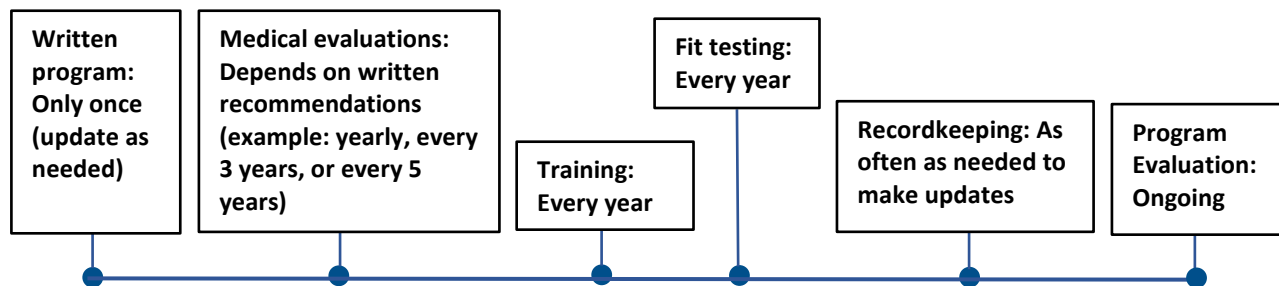 Written
program:
Only once
(update as
needed)
Medical evaluations:
Depends on written
recommendations
(example: yearly, every
3 years, or every 5
years)
Training:
Every year
Fit testing:
Every year
Recordkeeping: As
often as needed to
make updates
Program
Evaluation:
Ongoing